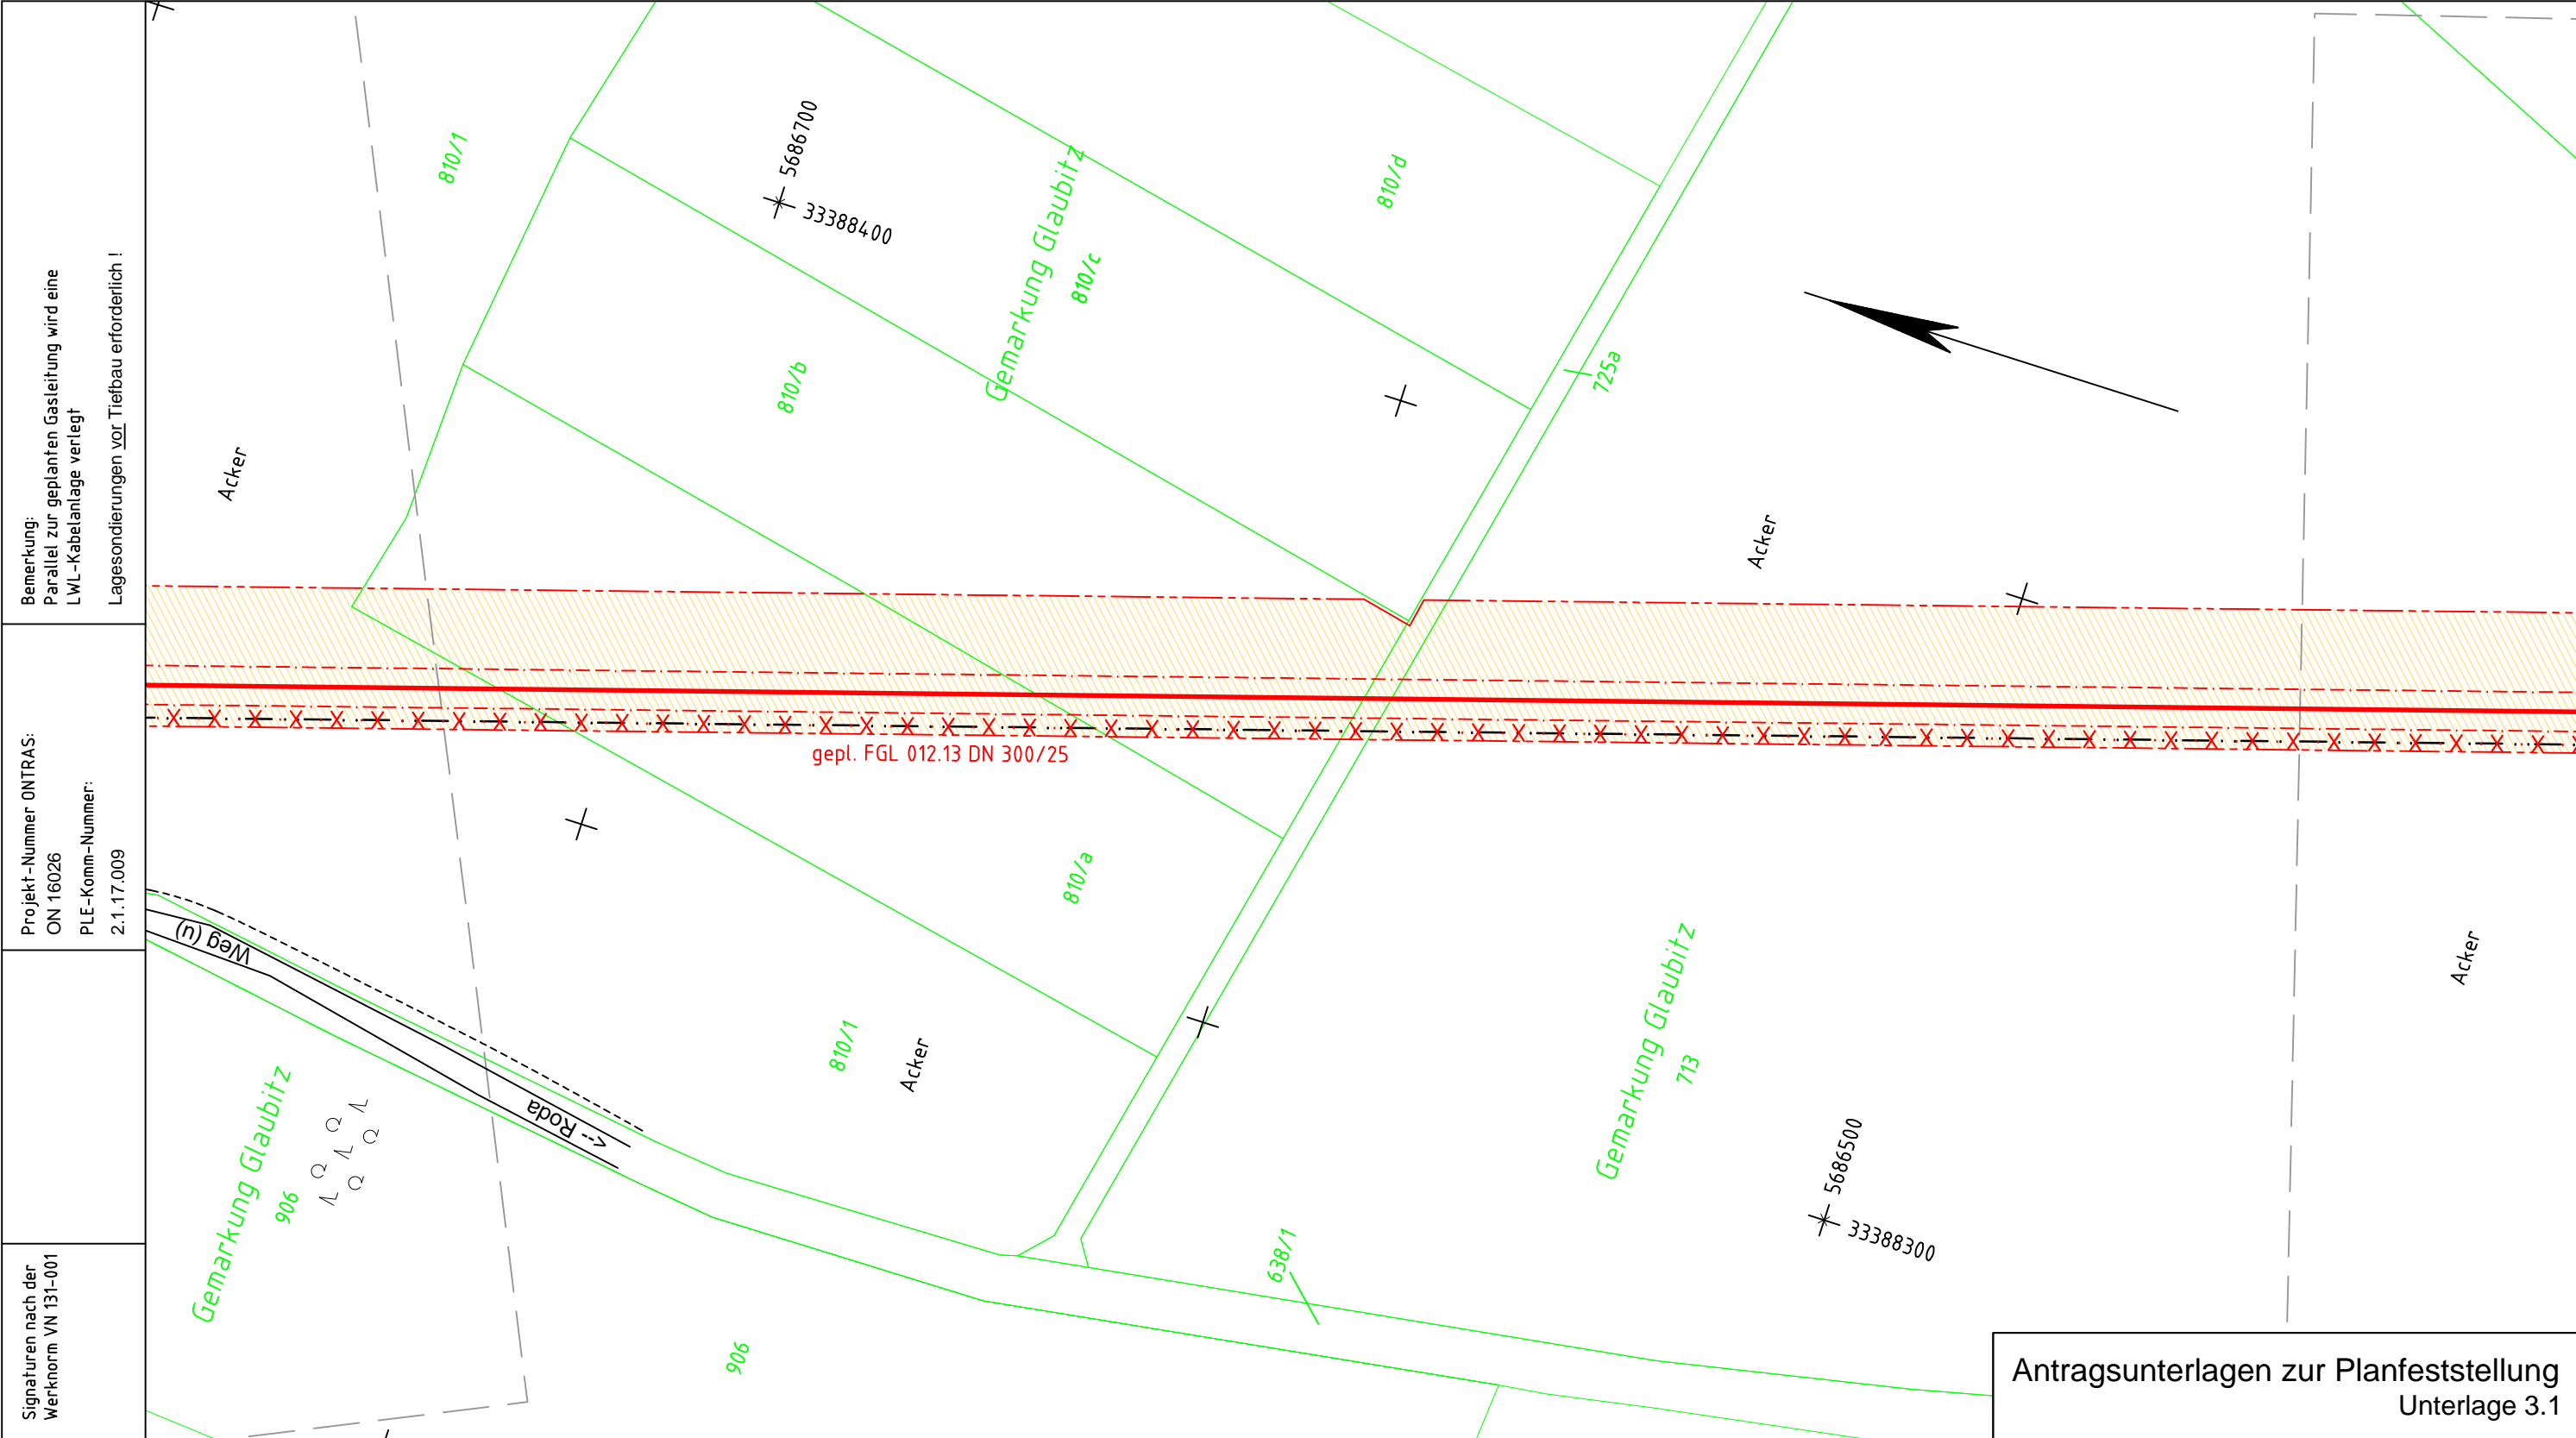 Bemerkung:
Parallel zur geplanten Gasleitung wird eine
LWL-Kabelanlage verlegt
Lagesondierungen vor Tiefbau erforderlich !
Projekt-Nummer ONTRAS:
ON 16026
PLE-Komm-Nummer:
2.1.17.009
Signaturen nach der
Werknorm VN 131-001
810/1
5686700
33388400
Gemarkung Glaubitz
810/c
810/d
810/b
725a
Acker
Acker
gepl. FGL 012.13 DN 300/25
810/a
Weg (u)
<-- Roda
810/1
Acker
Gemarkung Glaubitz
713
Acker
Gemarkung Glaubitz
906
5686500
33388300
638/1
906
Antragsunterlagen zur Planfeststellung
Unterlage 3.1